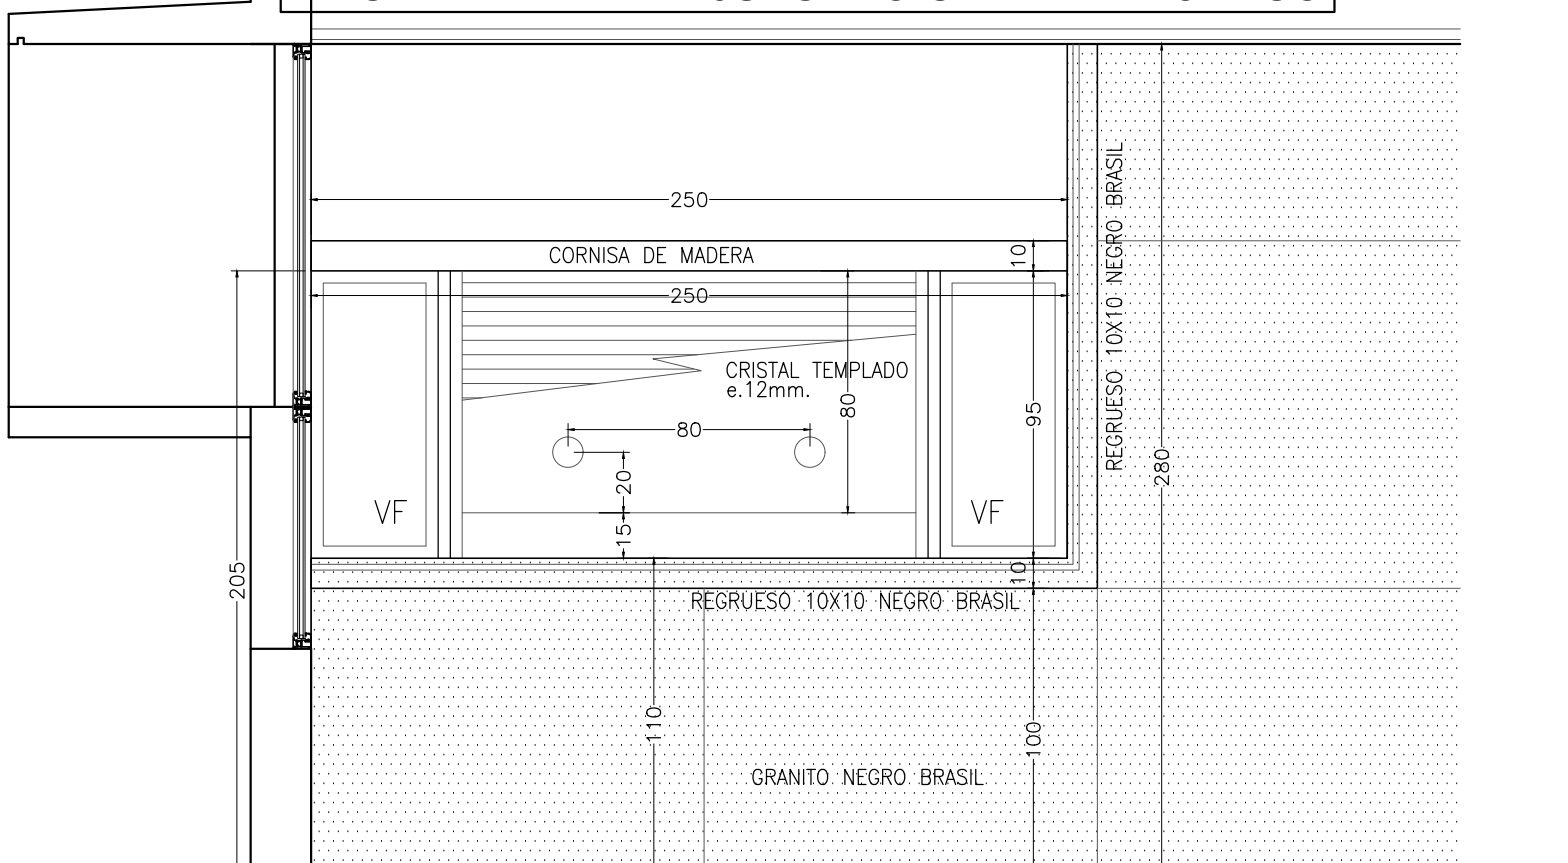 250
CORNISA DE MADERA
10
250
CRISTAL TEMPLADO
e.12mm.
80
80
95
20
15
VF
VF
10
REGRUESO 10X10 NEGRO BRASIL
REGRUESO 10X10 NEGRO BRASIL
280
205
110
100
GRANITO NEGRO BRASIL